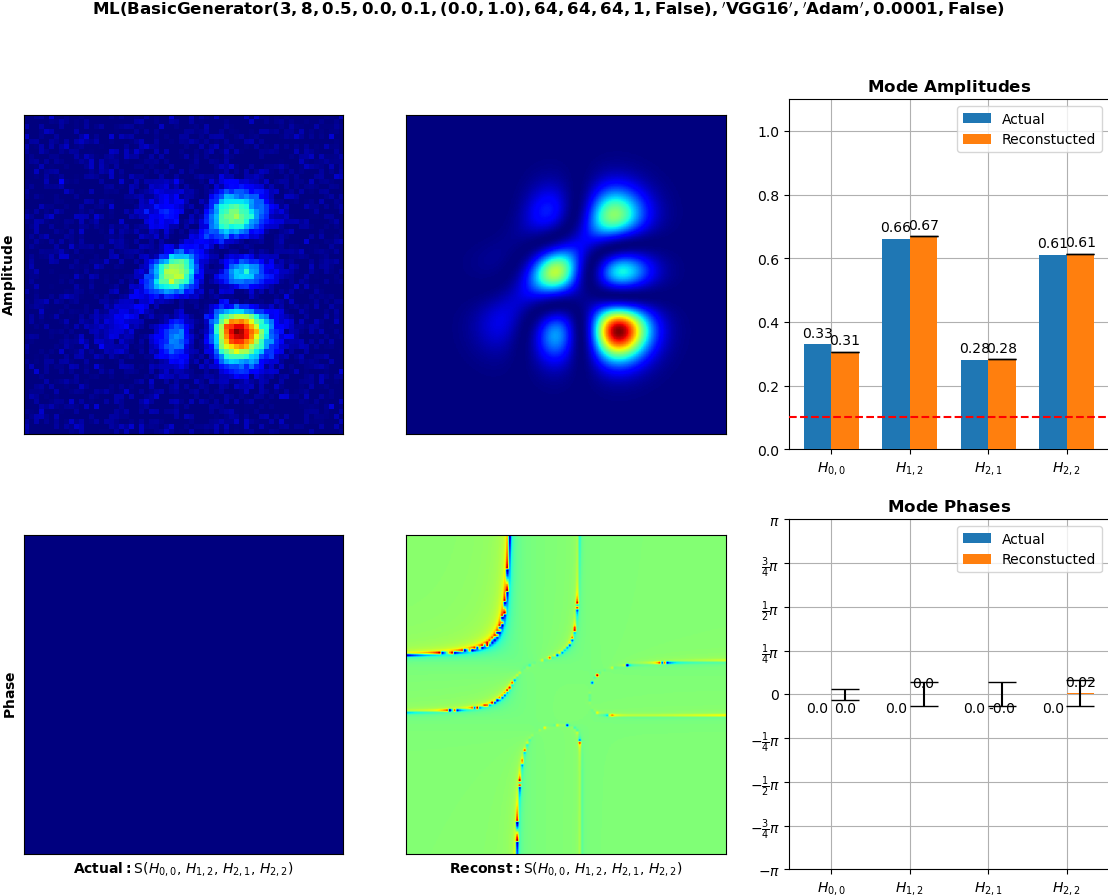 ML(BasicGenerator(3, 8, 0.5, 0.0, 0.1, (0.0, 1.0), 64, 64, 64, 1, False), 'VGG16', 'Adam', 0.0001, False)
Amplitude
Mode Amplitudes
Actual
Reconstucted
1.0
0.8
0.6
0.4
0.2
0.0
0.33
0.31
0.66
0.67
0.28
0.28
0.61
0.61
H0,0
H1,2
H2,1
H2,2
Phase
Actual: S(H0,0, H1,2, H2,1, H2,2)
Reconst: S(H0,0, H1,2, H2,1, H2,2)
Mode Phases
Actual
Reconstucted
π
3/4π
1/2π
1/4π
0
−1/4π
−1/2π
−3/4π
−π
0.0
0.0
0.0
0.0
0.0
-0.0
0.0
0.02
H0,0
H1,2
H2,1
H2,2